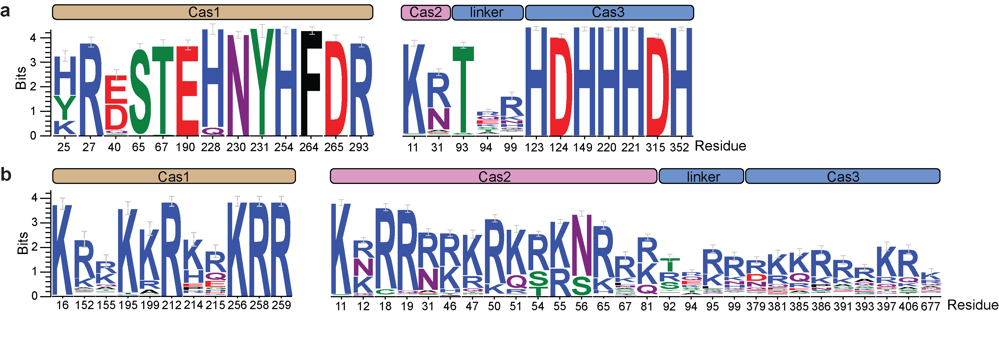 a
Cas1 Cas2 linker Cas3
Bits
4
3
2
1
0
H Y K R E D Q S T E H Q N Y H F D R K R N T R Q E K R K N H H D H H H D H
25 27 40 65 67 190 228 230 231 254 264 265 293 11 31 93 94 99 123 124 149 220 221 315 352 Residue
b
Cas1 Cas2 linker Cas3
Bits
4
3
2
1
0
K R K R K K K R A R K H R Q E K R R K R N K R C R R N R K K R R K K Q R R S T K R N S R K R K R K Q T R S R Q E R K R K N R D N K R K Q R R K R K R A K R R Q K
16 152 155 195 199 212 214 215 256 258 259 11 12 18 19 31 46 47 50 51 54 55 56 65 67 81 92 94 95 99 379 381 385 386 391 393 397 406 677 Residue